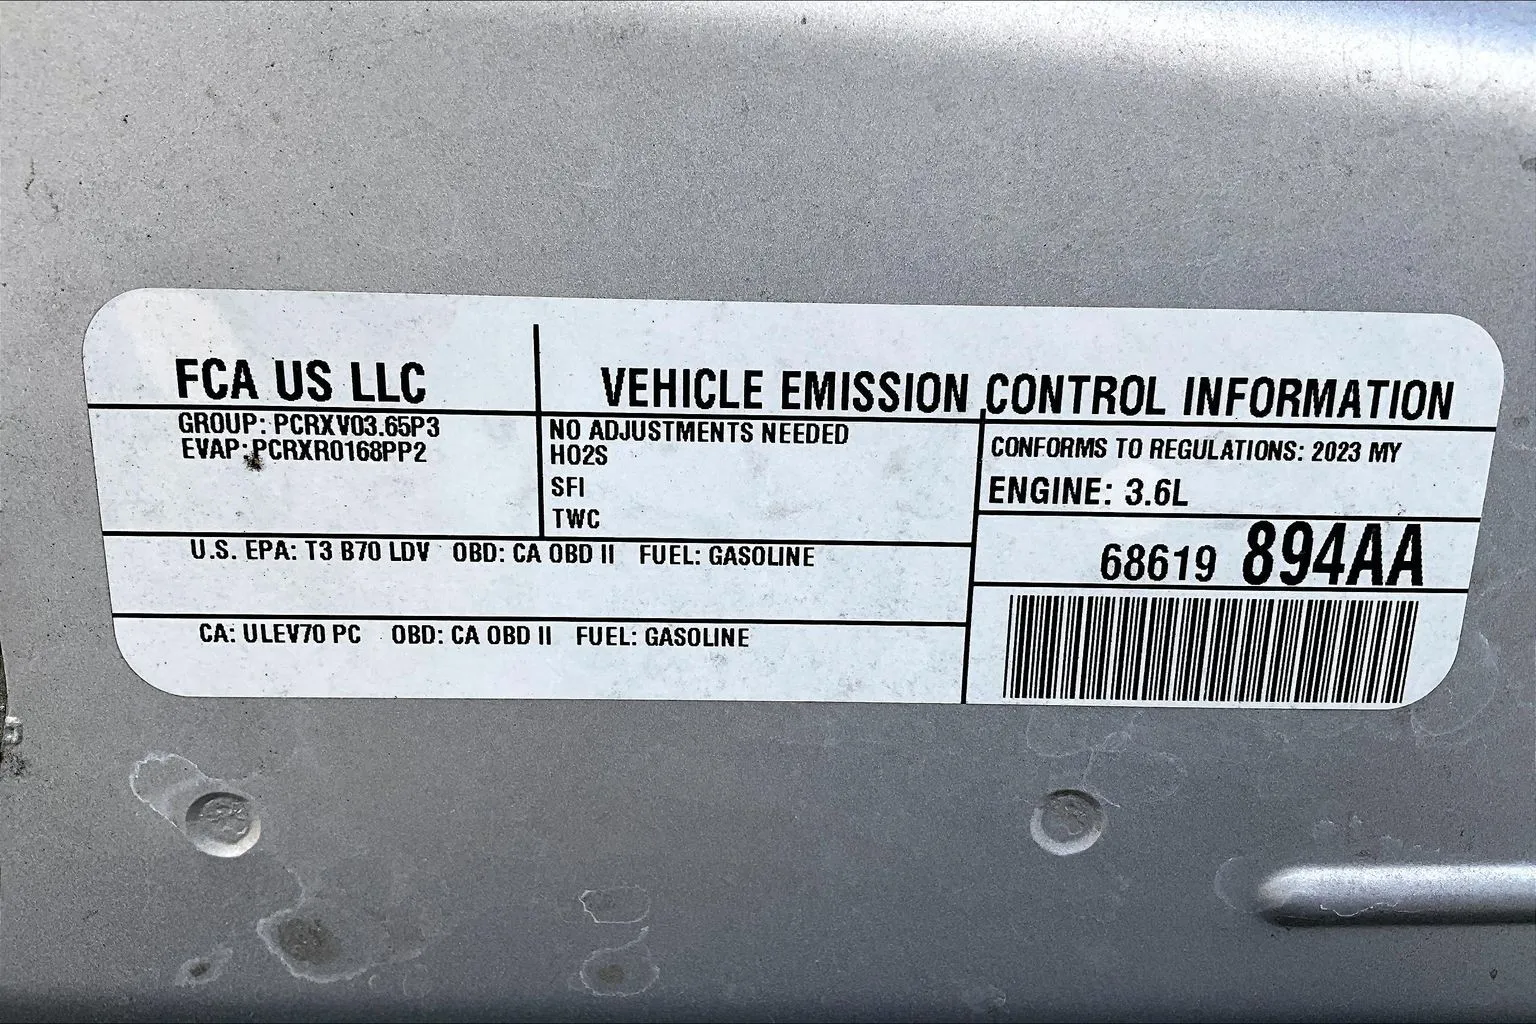 FCA US LLC
VEHICLE EMISSION CONTROL INFORMATION
GROUP: PCRXV03.65P3
EVAP:PCRXR0168PP2
NO ADJUSTMENTS NEEDED
HO2S
SFI
TWC
CONFORMS TO REGULATIONS: 2023 MY
ENGINE: 3.6L
68619 894AA
U.S. EPA: T3 B70 LDV OBD: CA OBD II FUEL: GASOLINE
CA: ULEV70 PC OBD: CA OBD II FUEL: GASOLINE